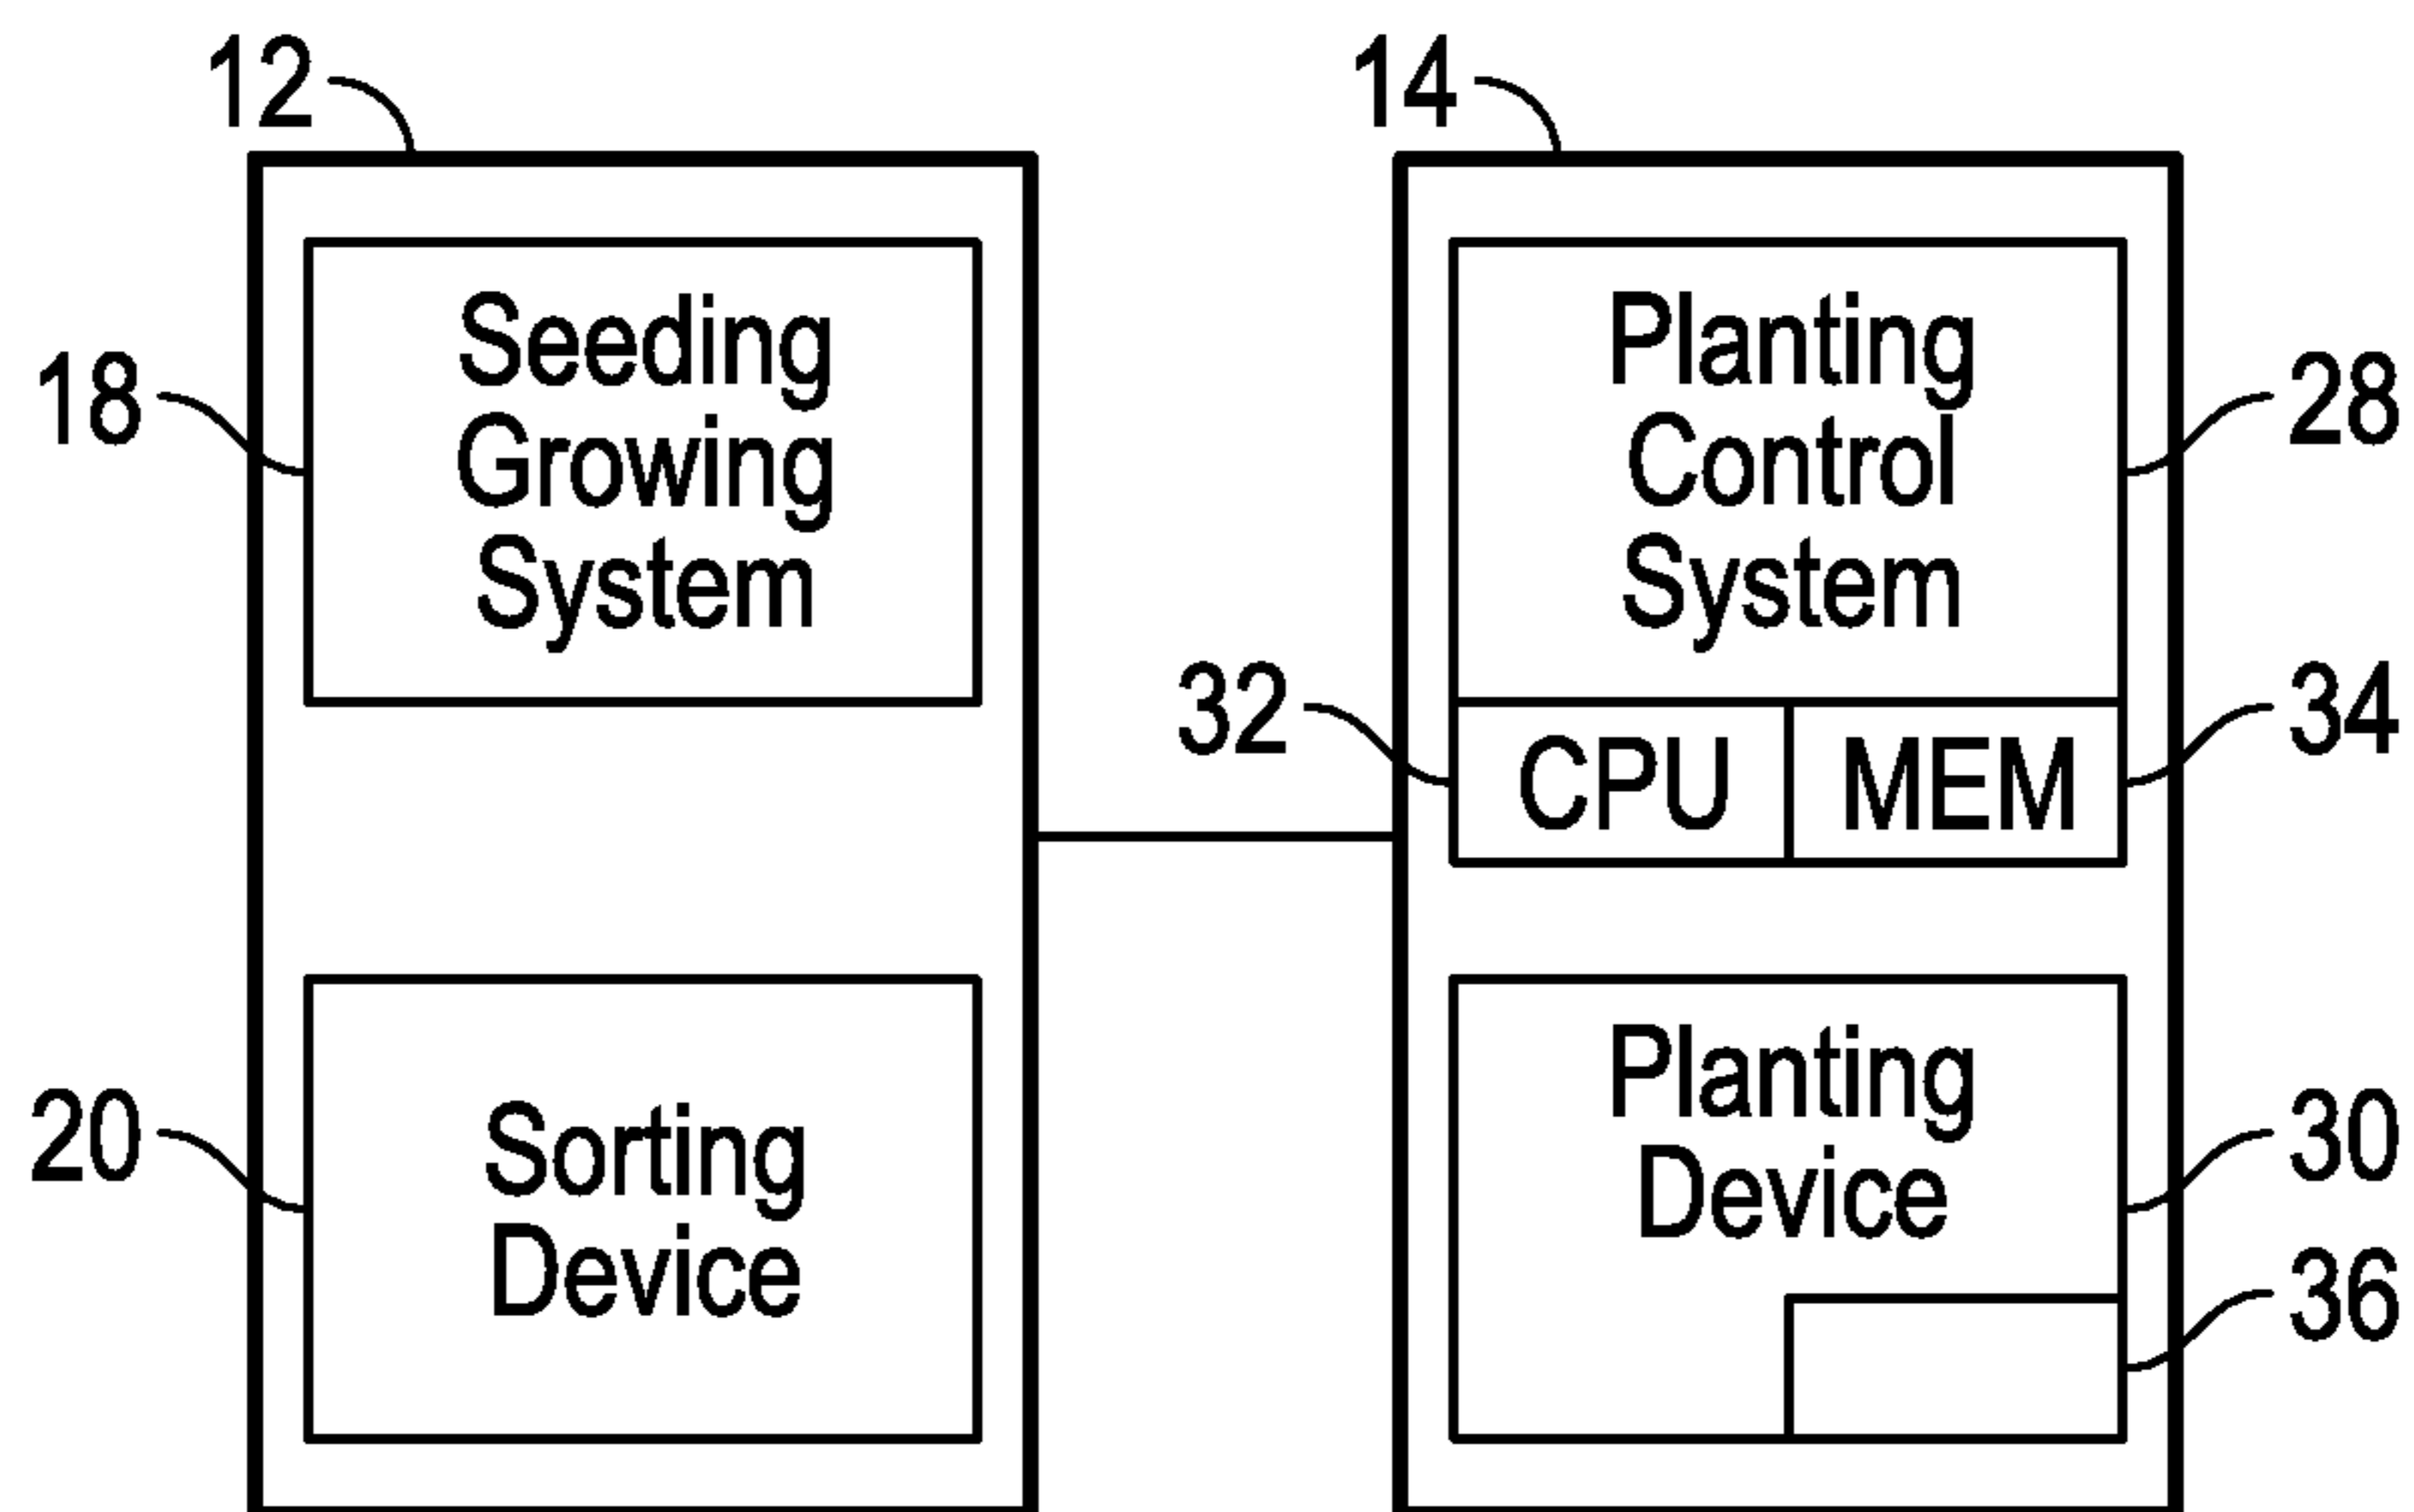 12
14
18
Seeding
Growing
System
Planting
Control
System
28
32
CPU
MEM
34
20
Sorting
Device
Planting
Device
30
36